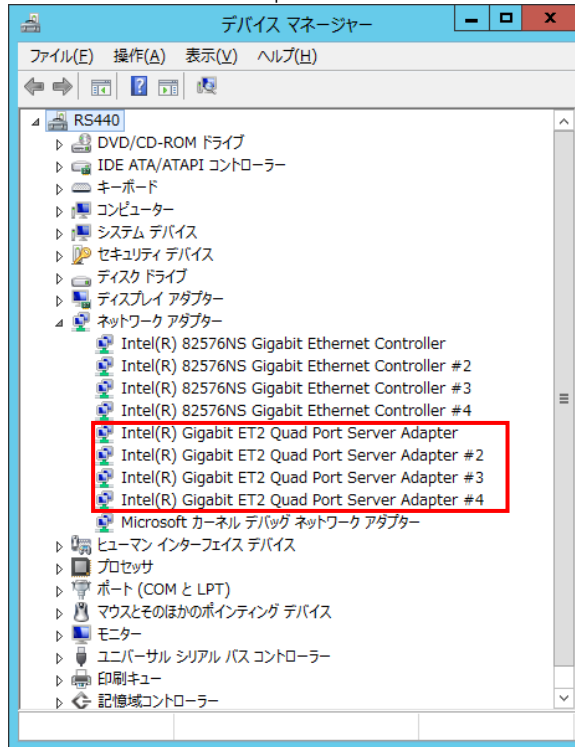 デバイス マネージャー
ファイル(F) 操作(A) 表示(V) ヘルプ(H)
RS440
DVD/CD-ROM ドライブ
IDE ATA/ATAPI コントローラー
キーボード
コンピューター
システム デバイス
セキュリティ デバイス
ディスク ドライブ
ディスプレイ アダプター
ネットワーク アダプター
Intel(R) 82576NS Gigabit Ethernet Controller
Intel(R) 82576NS Gigabit Ethernet Controller #2
Intel(R) 82576NS Gigabit Ethernet Controller #3
Intel(R) 82576NS Gigabit Ethernet Controller #4
Intel(R) Gigabit ET2 Quad Port Server Adapter
Intel(R) Gigabit ET2 Quad Port Server Adapter #2
Intel(R) Gigabit ET2 Quad Port Server Adapter #3
Intel(R) Gigabit ET2 Quad Port Server Adapter #4
Microsoft カーネル デバッグ ネットワーク アダプター
ヒューマン インターフェイス デバイス
プロセッサ
ポート (COM と LPT)
マウスとそのほかのポインティング デバイス
モニター
ユニバーサル シリアル バス コントローラー
印刷キュー
記憶域コントローラー